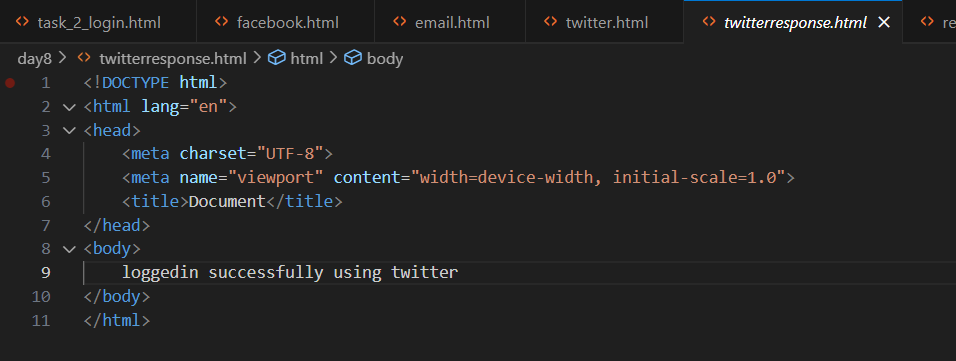 task_2_login.html facebook.html email.html twitter.html twitterresponse.html re
day8 > twitterresponse.html > html > body
1 <!DOCTYPE html>
2 <html lang="en">
3 <head>
4 <meta charset="UTF-8">
5 <meta name="viewport" content="width=device-width, initial-scale=1.0">
6 <title>Document</title>
7 </head>
8 <body>
9 loggedin successfully using twitter
10 </body>
11 </html>